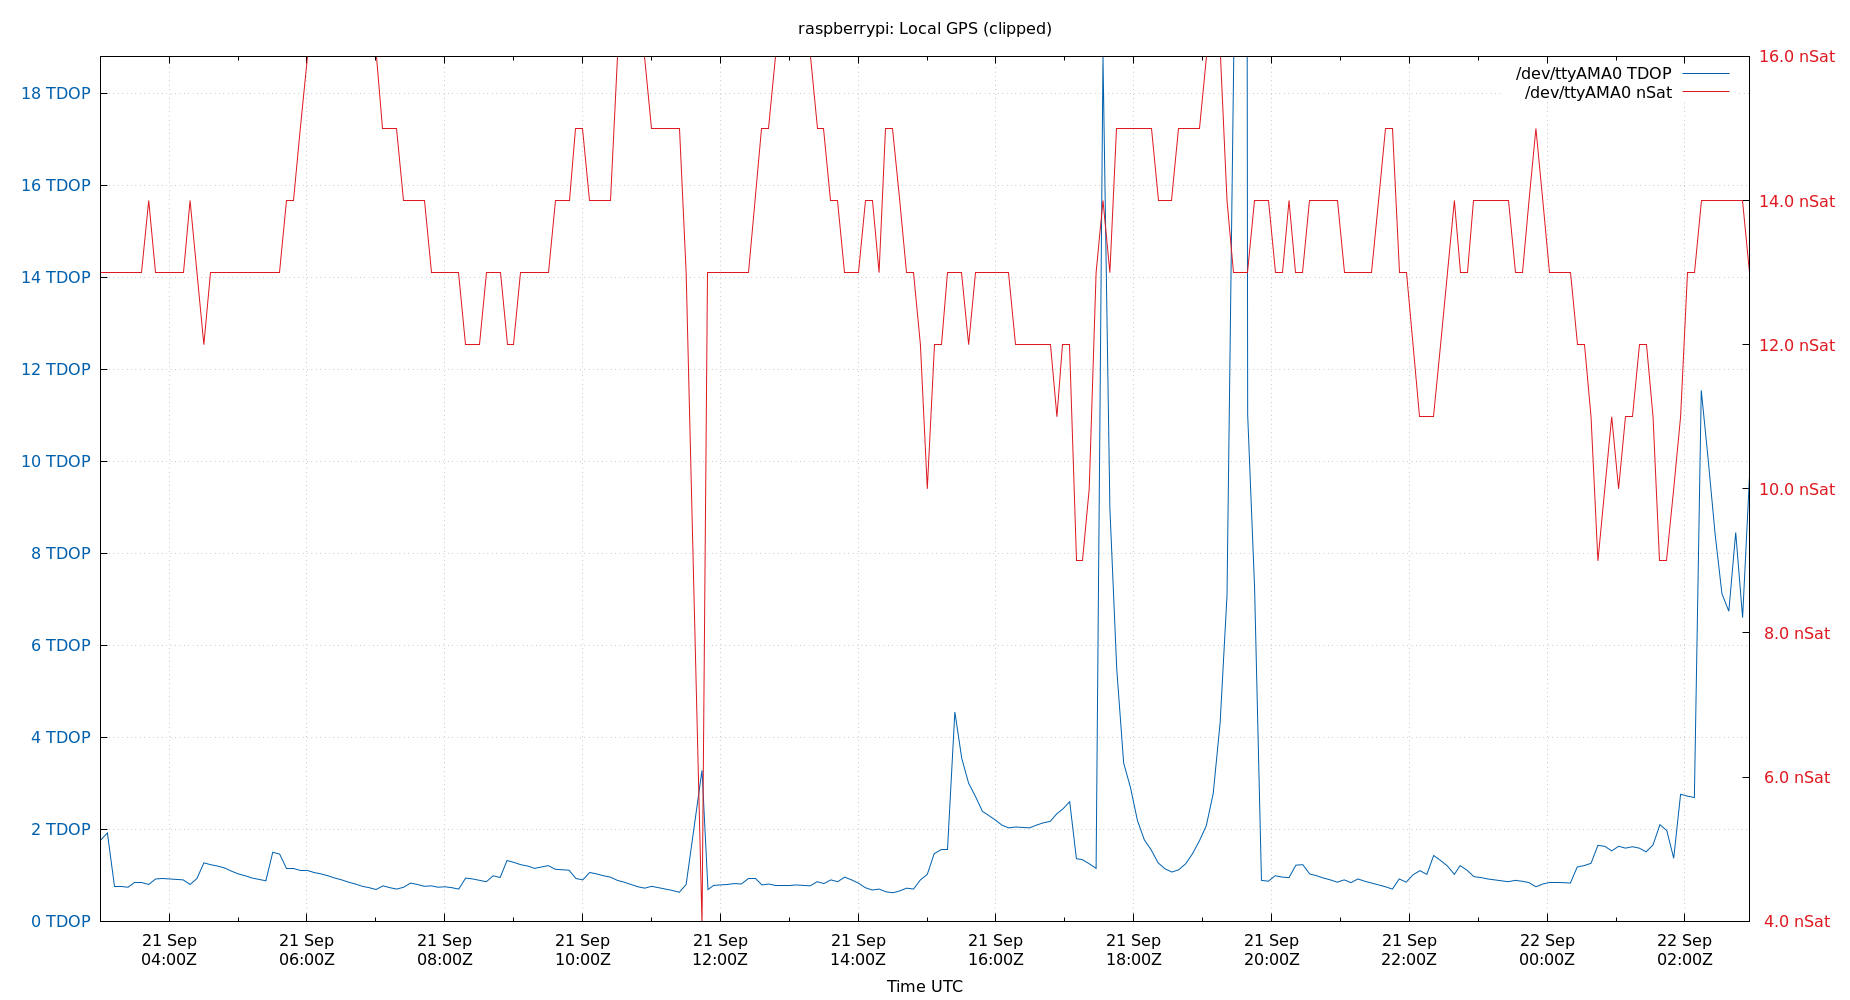 raspberrypi: Local GPS (clipped)
/dev/ttyAMA0 TDOP
/dev/ttyAMA0 nSat
18 TDOP
16 TDOP
14 TDOP
12 TDOP
10 TDOP
8 TDOP
6 TDOP
4 TDOP
2 TDOP
0 TDOP
16.0 nSat
14.0 nSat
12.0 nSat
10.0 nSat
8.0 nSat
6.0 nSat
4.0 nSat
21 Sep
04:00Z
21 Sep
06:00Z
21 Sep
08:00Z
21 Sep
10:00Z
21 Sep
12:00Z
21 Sep
14:00Z
21 Sep
16:00Z
21 Sep
18:00Z
21 Sep
20:00Z
21 Sep
22:00Z
22 Sep
00:00Z
22 Sep
02:00Z
Time UTC